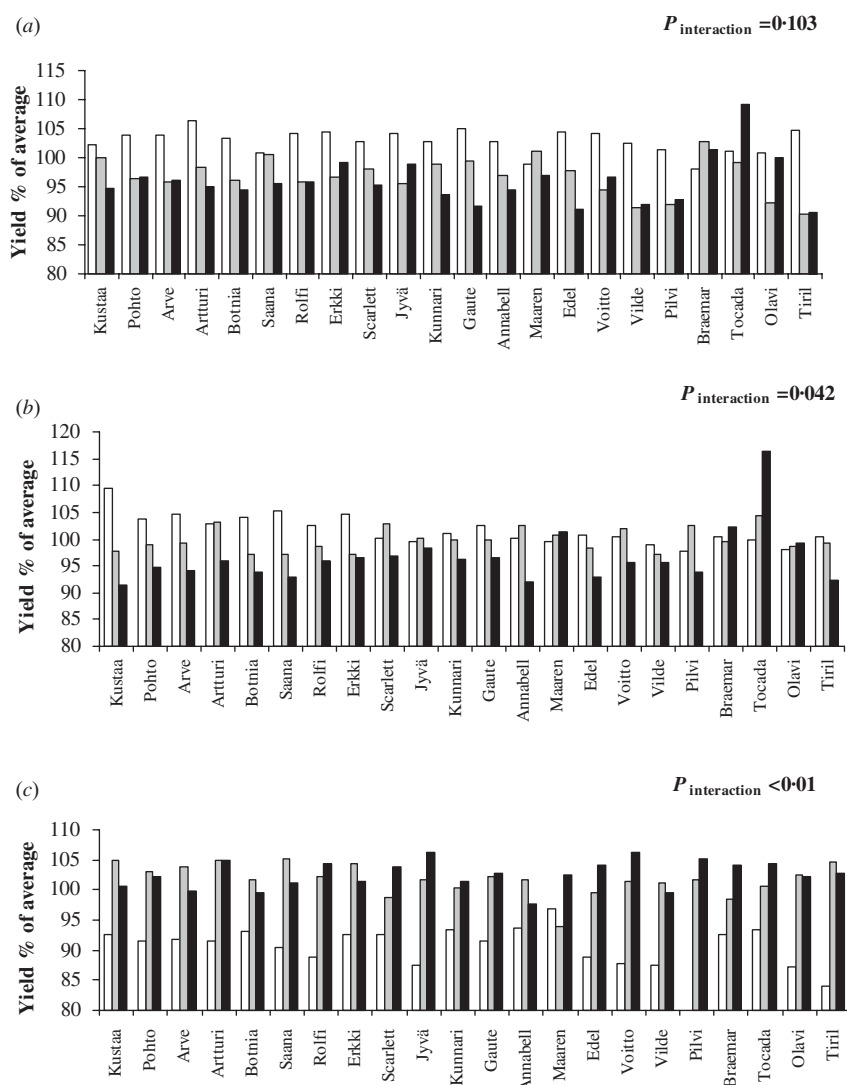 (a)
P interaction =0·103
Yield % of average
115
110
105
100
95
90
85
80
Kustaa
Pohto
Arve
Artturi
Botnia
Saana
Rolfi
Erkki
Scarlett
Jyvä
Kunnari
Gaute
Annabell
Maaren
Edel
Voitto
Vilde
Pilvi
Braemar
Tocada
Olavi
Tiril
(b)
P interaction =0·042
Yield % of average
120
115
110
105
100
95
90
85
80
Kustaa
Pohto
Arve
Artturi
Botnia
Saana
Rolfi
Erkki
Scarlett
Jyvä
Kunnari
Gaute
Annabell
Maaren
Edel
Voitto
Vilde
Pilvi
Braemar
Tocada
Olavi
Tiril
(c)
P interaction <0·01
Yield % of average
110
105
100
95
90
85
80
Kustaa
Pohto
Arve
Artturi
Botnia
Saana
Rolfi
Erkki
Scarlett
Jyvä
Kunnari
Gaute
Annabell
Maaren
Edel
Voitto
Vilde
Pilvi
Braemar
Tocada
Olavi
Tiril